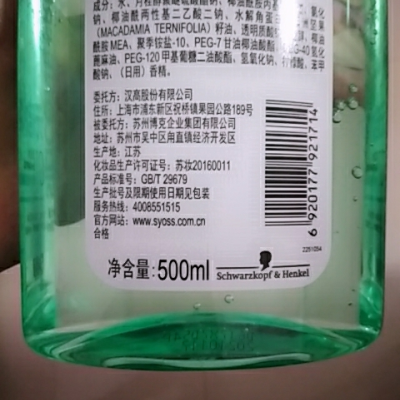 成分：水、月桂醇聚醚硫酸酯钠、椰油酰胺丙基
钠、椰油酰两性基二乙酸二钠、水解角蛋白
(MACADAMIA TERNIFOLIA) 籽油、透明质酸
酰胺 MEA、聚季铵盐-10、PEG-7 甘油椰油酸酯
蓖麻油、PEG-120 甲基葡糖二油酸酯、氢氧化钠、柠檬酸、苯甲
酸钠、（日用）香精。
委托方：汉高股份有限公司
住所：上海市浦东新区祝桥镇果园公路189号
被委托方：苏州博克企业集团有限公司
地址：苏州市吴中区甪直镇经济开发区
生产地：江苏
化妆品生产许可证号：苏妆20160011
产品标准号：GB/T 29679
生产批号及限期使用日期见包装
服务热线：4008551515
官方网站：www.syoss.com.cn
合格
6 920177 921714
净含量：500ml
Schwarzkopf & Henkel